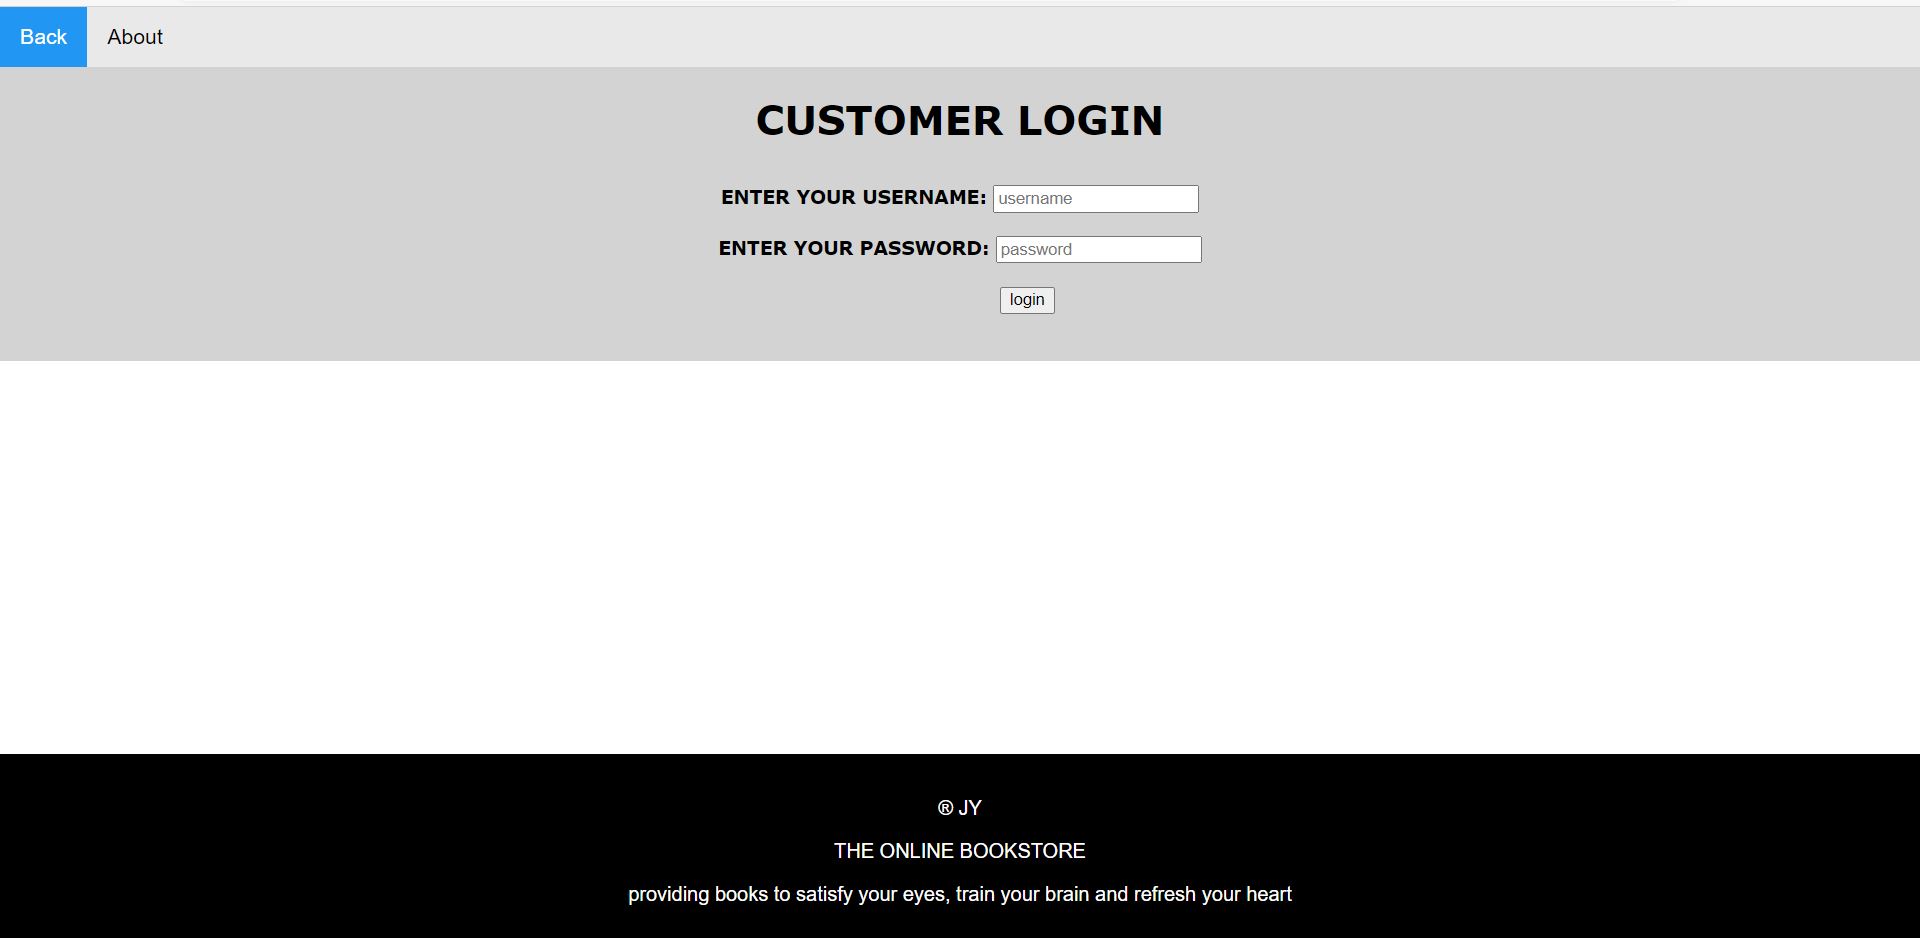 Back About
CUSTOMER LOGIN
ENTER YOUR USERNAME: username
ENTER YOUR PASSWORD: password
login
® JY
THE ONLINE BOOKSTORE
providing books to satisfy your eyes, train your brain and refresh your heart